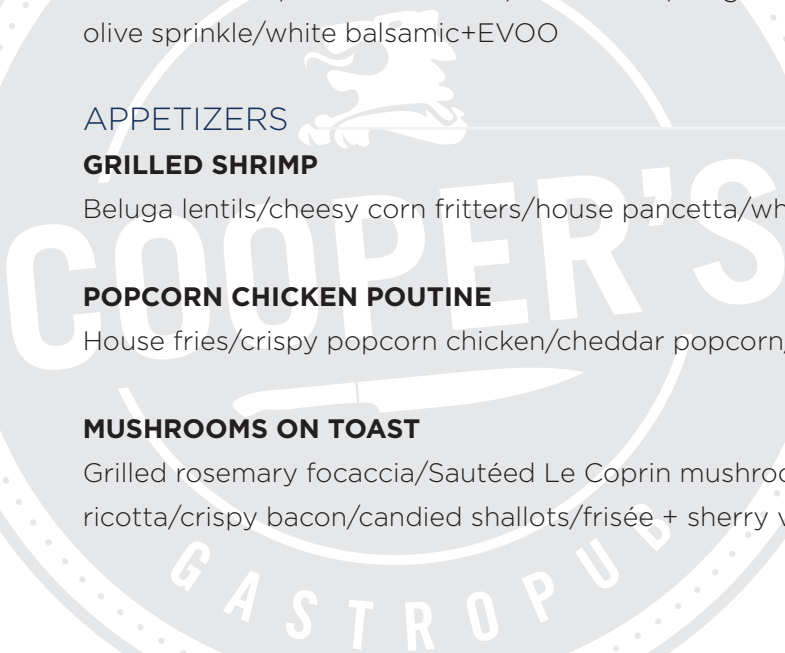 olive sprinkle/white balsamic+EVOO
APPETIZERS
GRILLED SHRIMP
Beluga lentils/cheesy corn fritters/house pancetta/wh
POPCORN CHICKEN POUTINE
House fries/crispy popcorn chicken/cheddar popcorn/
MUSHROOMS ON TOAST
Grilled rosemary focaccia/Sautéed Le Coprin mushroo
ricotta/crispy bacon/candied shallots/frisée + sherry v
COOPER'S
GASTROPUB